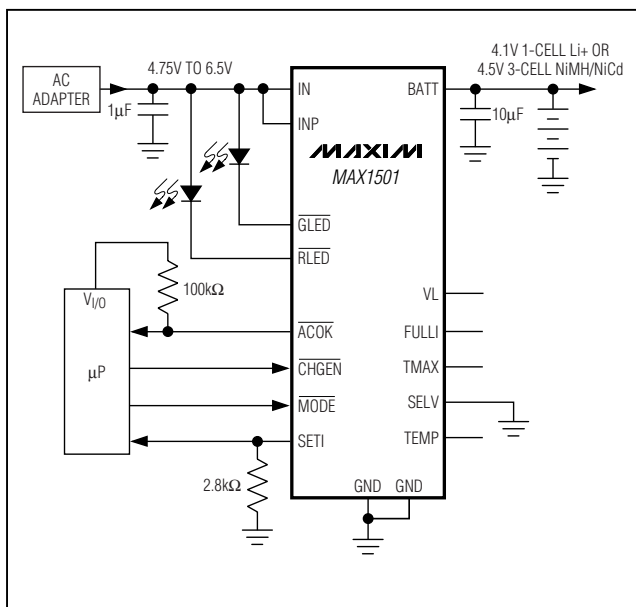 4.75V TO 6.5V
4.1V 1-CELL Li+ OR
4.5V 3-CELL NiMH/NiCd
AC
ADAPTER
1μF
IN
BATT
INP
10μF
MAXIM
MAX1501
GLED
RLED
100kΩ
VI/O
VL
ACOK
FULLI
μP
CHGEN
TMAX
MODE
SELV
SETI
TEMP
2.8kΩ
GND
GND